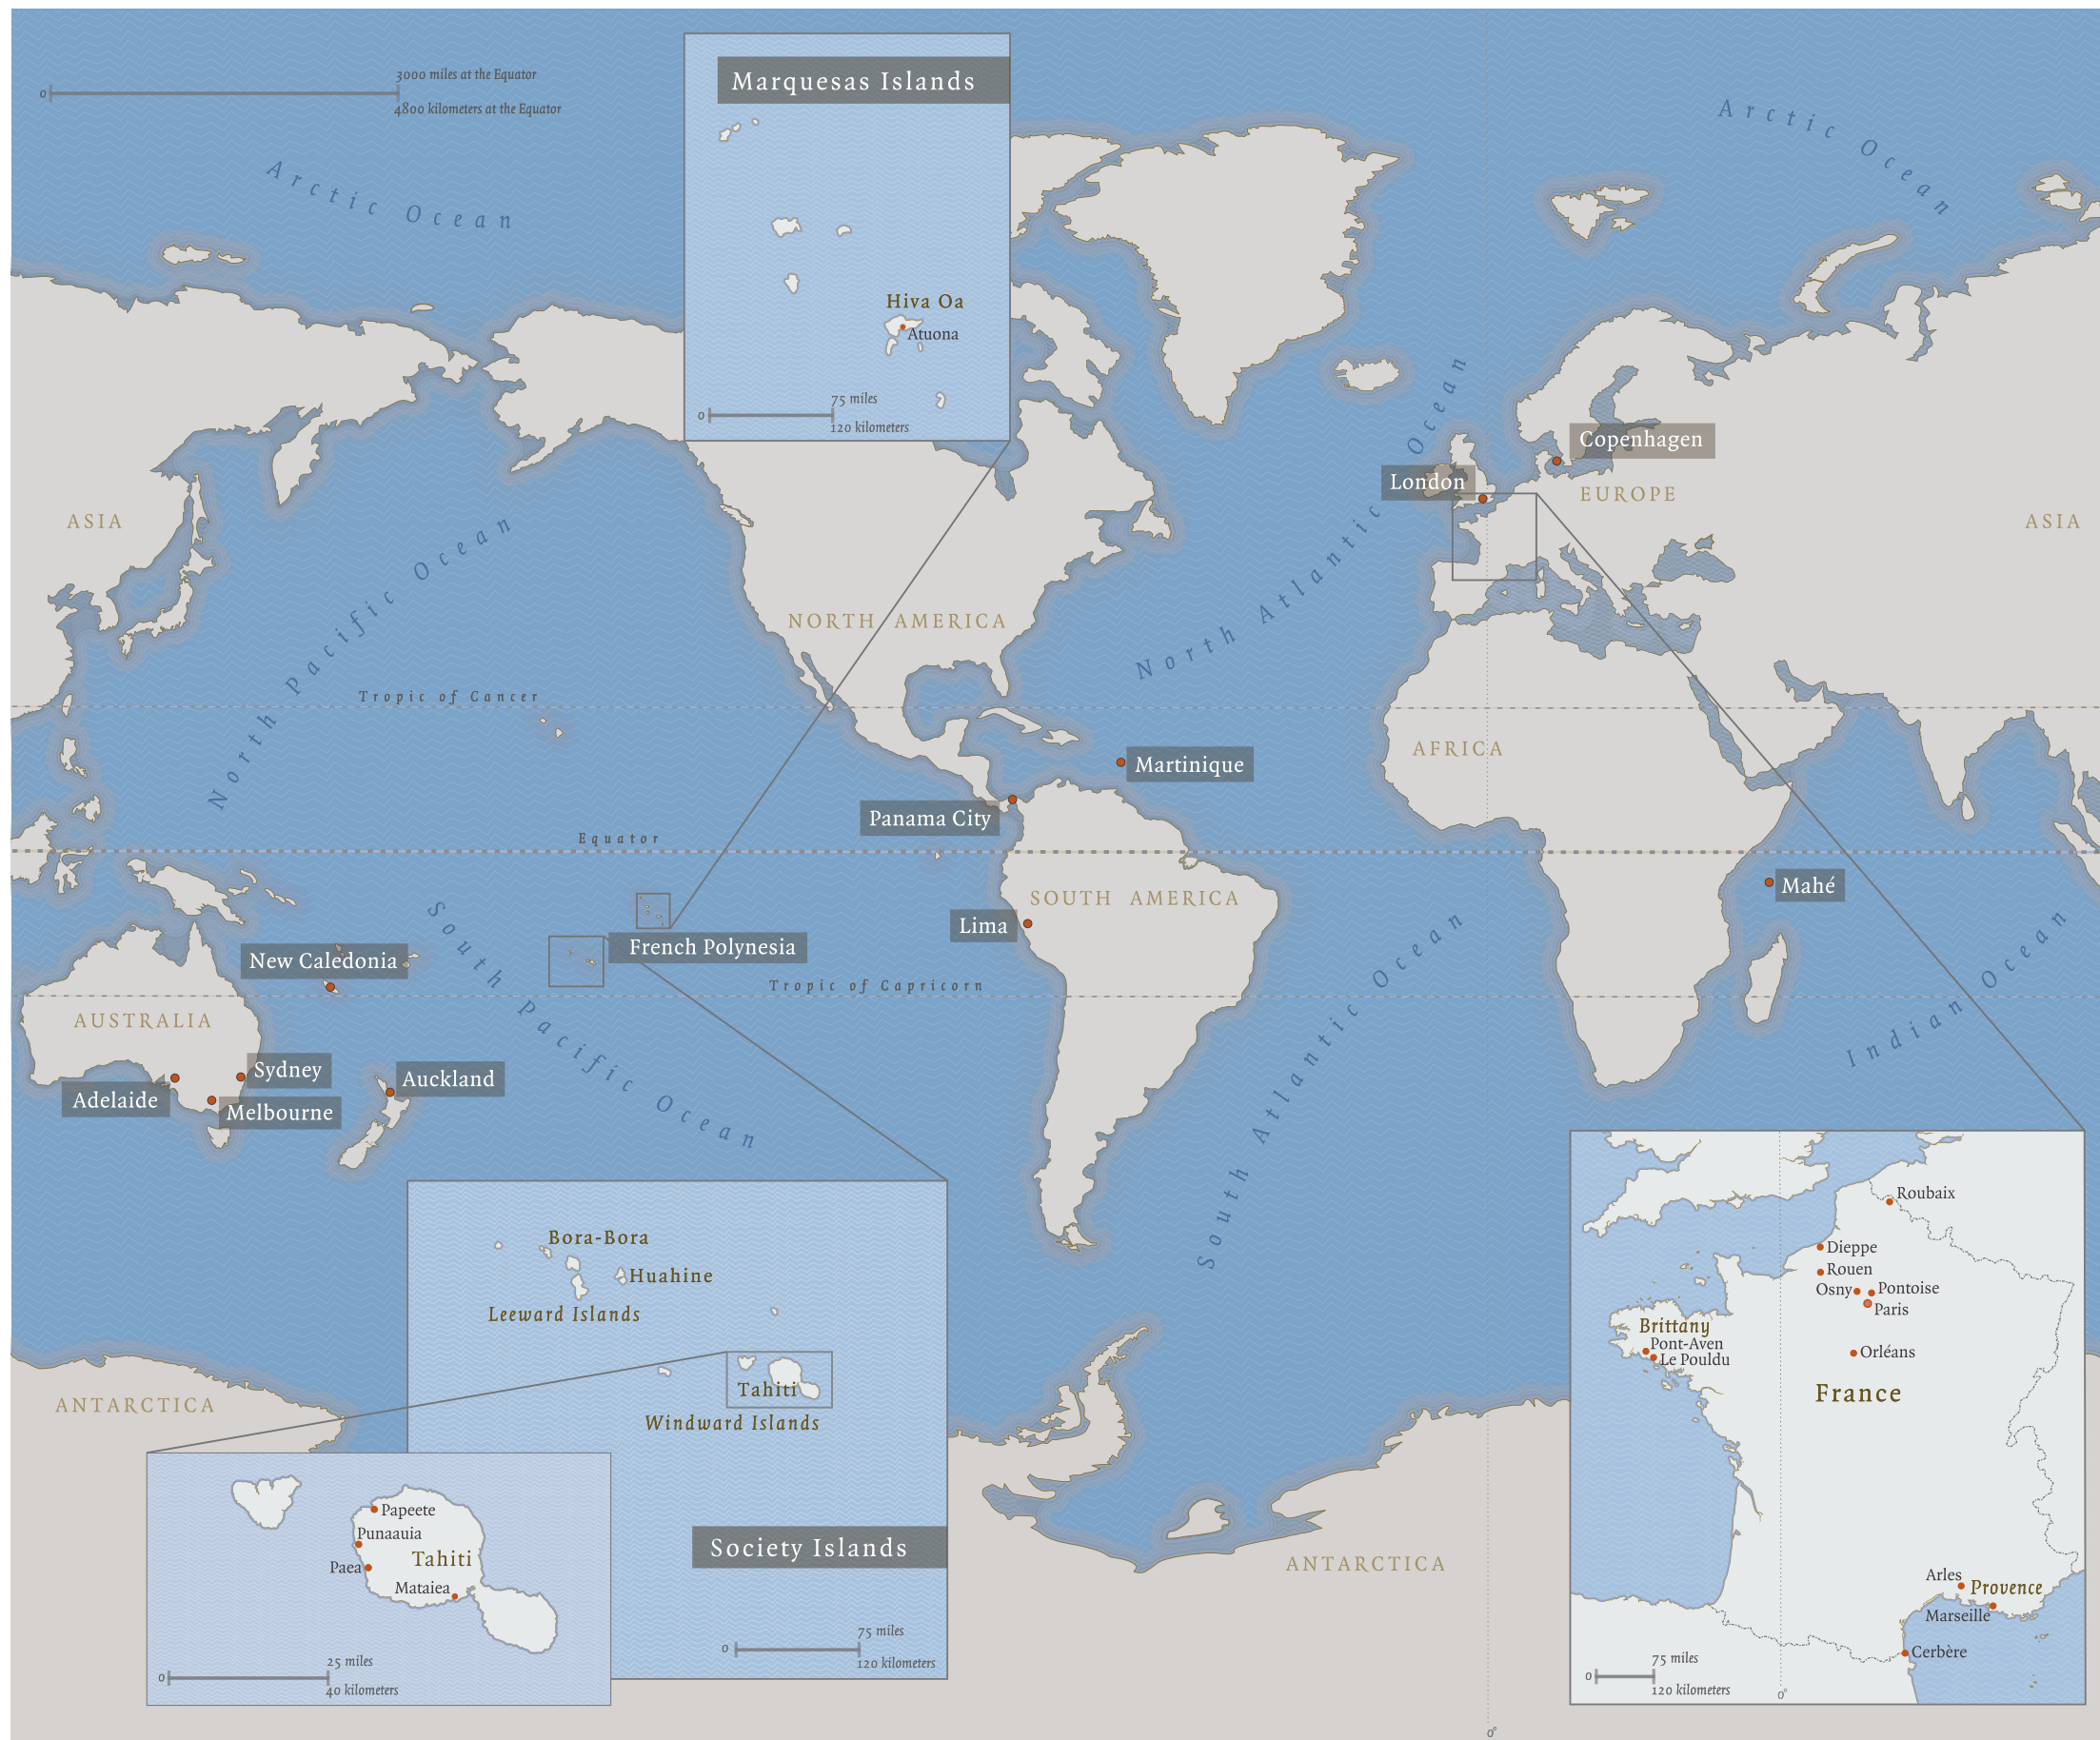 3000 miles at the Equator
0
4800 kilometers at the Equator
Arctic Ocean
Marquesas Islands
Hiva Oa
Atuona
75 miles
0
120 kilometers
Arctic Ocean
ASIA
North Pacific Ocean
NORTH AMERICA
North Atlantic Ocean
Copenhagen
London
EUROPE
ASIA
Tropic of Cancer
AFRICA
Martinique
Panama City
Equator
SOUTH AMERICA
Mahé
Lima
French Polynesia
New Caledonia
South Pacific Ocean
Tropic of Capricorn
South Atlantic Ocean
Indian Ocean
AUSTRALIA
Sydney
Adelaide
Melbourne
Auckland
Bora-Bora
Huahine
Leeward Islands
Tahiti
Windward Islands
Society Islands
75 miles
0
120 kilometers
ANTARCTICA
Papeete
Punaauia
Tahiti
Paea
Mataiea
25 miles
0
40 kilometers
ANTARCTICA
0°
Roubaix
Dieppe
Rouen
Osny
Pontoise
Paris
Brittany
Pont-Aven
Le Pouldu
Orléans
France
Arles
Provence
Marseille
Cerbère
75 miles
0
120 kilometers
0°